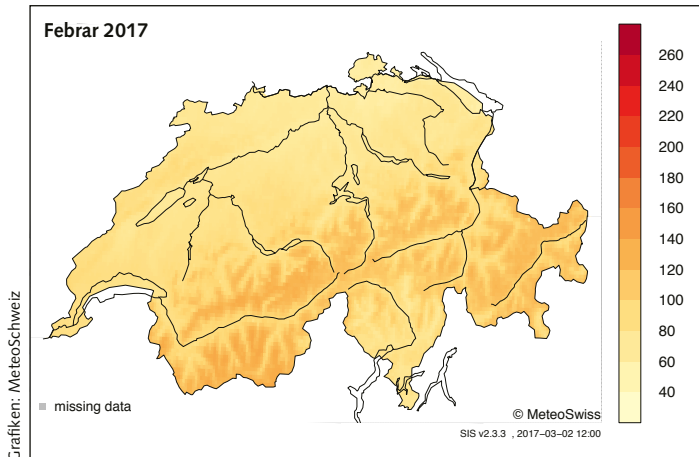 Febrar 2017
260
240
220
200
180
160
140
120
100
80
60
40
Grafiken: MeteoSchweiz
missing data
© MeteoSwiss
SIS v2.3.3 , 2017–03–02 12:00